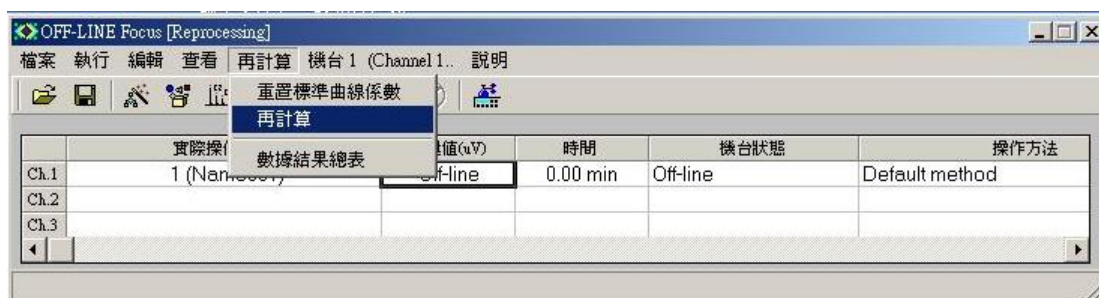 OFF-LINE Focus [Reprocessing]
檔案 執行 編輯 查看 再計算 機台 1 (Channel 1.. 說明
重置標準曲線係數
再計算
數據結果總表
實際操 值(uV) 時間 機台狀態 操作方法
Ch.1 1 (Nam Off-line 0.00 min Off-line Default method
Ch.2
Ch.3